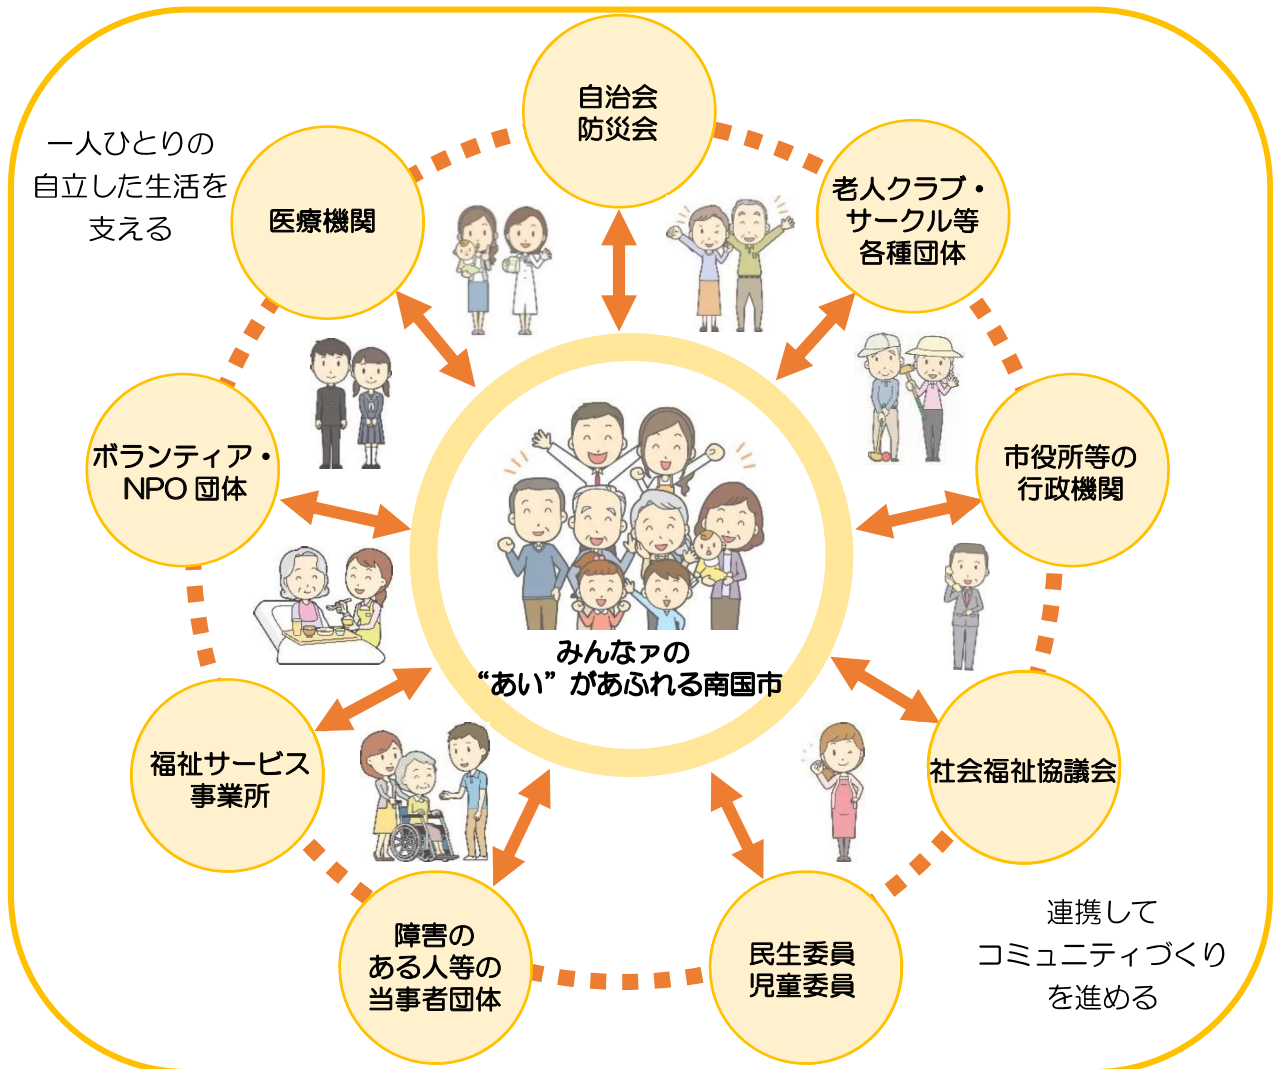 自治会
防災会
一人ひとりの
自立した生活を
支える
医療機関
老人クラブ・
サークル等
各種団体
ボランティア・
NPO 団体
市役所等の
行政機関
みんなァの
“あい”があふれる南国市
福祉サービス
事業所
社会福祉協議会
障害の
ある人等の
当事者団体
民生委員
児童委員
連携して
コミュニティづくり
を進める